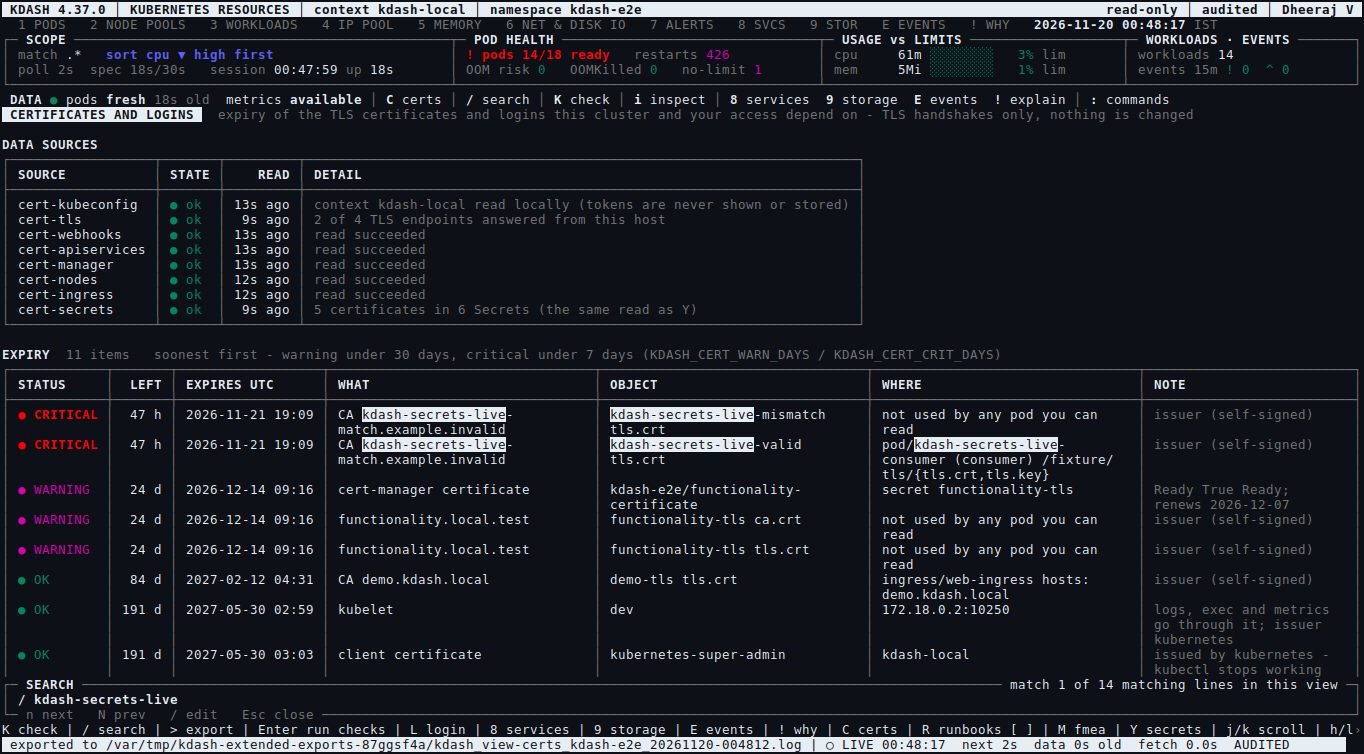 KDASH 4.37.0 │ KUBERNETES RESOURCES │ context kdash-local │ namespace kdash-e2e read-only │ audited │ Dheeraj V
1 PODS 2 NODE POOLS 3 WORKLOADS 4 IP POOL 5 MEMORY 6 NET & DISK IO 7 ALERTS 8 SVCS 9 STOR E EVENTS ! WHY 2026-11-20 00:48:17 IST
SCOPE POD HEALTH USAGE vs LIMITS WORKLOADS · EVENTS
match .* sort cpu ▼ high first ! pods 14/18 ready restarts 426 cpu 61m 3% lim workloads 14
poll 2s spec 18s/30s session 00:47:59 up 18s OOM risk 0 OOMKilled 0 no-limit 1 mem 5Mi 1% lim events 15m ! 0 ^ 0
DATA ● pods fresh 18s old metrics available │ C certs │ / search │ K check │ i inspect │ 8 services 9 storage E events ! explain │ : commands
CERTIFICATES AND LOGINS expiry of the TLS certificates and logins this cluster and your access depend on - TLS handshakes only, nothing is changed
DATA SOURCES
SOURCE STATE READ DETAIL
cert-kubeconfig ● ok 13s ago context kdash-local read locally (tokens are never shown or stored)
cert-tls ● ok 9s ago 2 of 4 TLS endpoints answered from this host
cert-webhooks ● ok 13s ago read succeeded
cert-apiservices ● ok 13s ago read succeeded
cert-manager ● ok 13s ago read succeeded
cert-nodes ● ok 12s ago read succeeded
cert-ingress ● ok 12s ago read succeeded
cert-secrets ● ok 9s ago 5 certificates in 6 Secrets (the same read as Y)
EXPIRY 11 items soonest first - warning under 30 days, critical under 7 days (KDASH_CERT_WARN_DAYS / KDASH_CERT_CRIT_DAYS)
STATUS LEFT EXPIRES UTC WHAT OBJECT WHERE NOTE
● CRITICAL 47 h 2026-11-21 19:09 CA kdash-secrets-live- kdash-secrets-live-mismatch not used by any pod you can issuer (self-signed)
match.example.invalid tls.crt read
● CRITICAL 47 h 2026-11-21 19:09 CA kdash-secrets-live- kdash-secrets-live-valid pod/kdash-secrets-live- issuer (self-signed)
match.example.invalid tls.crt consumer (consumer) /fixture/
tls/{tls.crt,tls.key}
● WARNING 24 d 2026-12-14 09:16 cert-manager certificate kdash-e2e/functionality- secret functionality-tls Ready True Ready;
certificate renews 2026-12-07
● WARNING 24 d 2026-12-14 09:16 functionality.local.test functionality-tls ca.crt not used by any pod you can issuer (self-signed)
read
● WARNING 24 d 2026-12-14 09:16 functionality.local.test functionality-tls tls.crt not used by any pod you can issuer (self-signed)
read
● OK 84 d 2027-02-12 04:31 CA demo.kdash.local demo-tls tls.crt ingress/web-ingress hosts: issuer (self-signed)
demo.kdash.local
● OK 191 d 2027-05-30 02:59 kubelet dev 172.18.0.2:10250 logs, exec and metrics
go through it; issuer
kubernetes
● OK 191 d 2027-05-30 03:03 client certificate kubernetes-super-admin kdash-local issued by kubernetes -
kubectl stops working
SEARCH match 1 of 14 matching lines in this view
/ kdash-secrets-live
n next N prev / edit Esc close
K check | / search | > export | Enter run checks | L login | 8 services | 9 storage | E events | ! why | C certs | R runbooks [ ] | M fmea | Y secrets | j/k scroll | h/l›
exported to /var/tmp/kdash-extended-exports-87ggsf4a/kdash_view-certs_kdash-e2e_20261120-004812.log │ ○ LIVE 00:48:17 next 2s data 0s old fetch 0.0s AUDITED